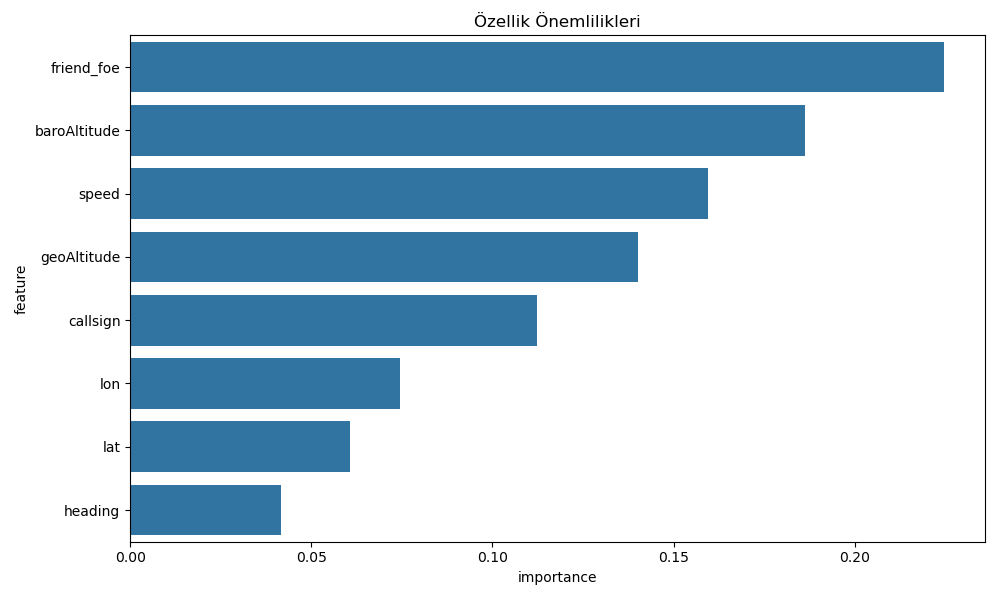 Özellik Önemlilikleri
friend_foe
baroAltitude
speed
geoAltitude
callsign
lon
lat
heading
feature
0.00 0.05 0.10 0.15 0.20
importance